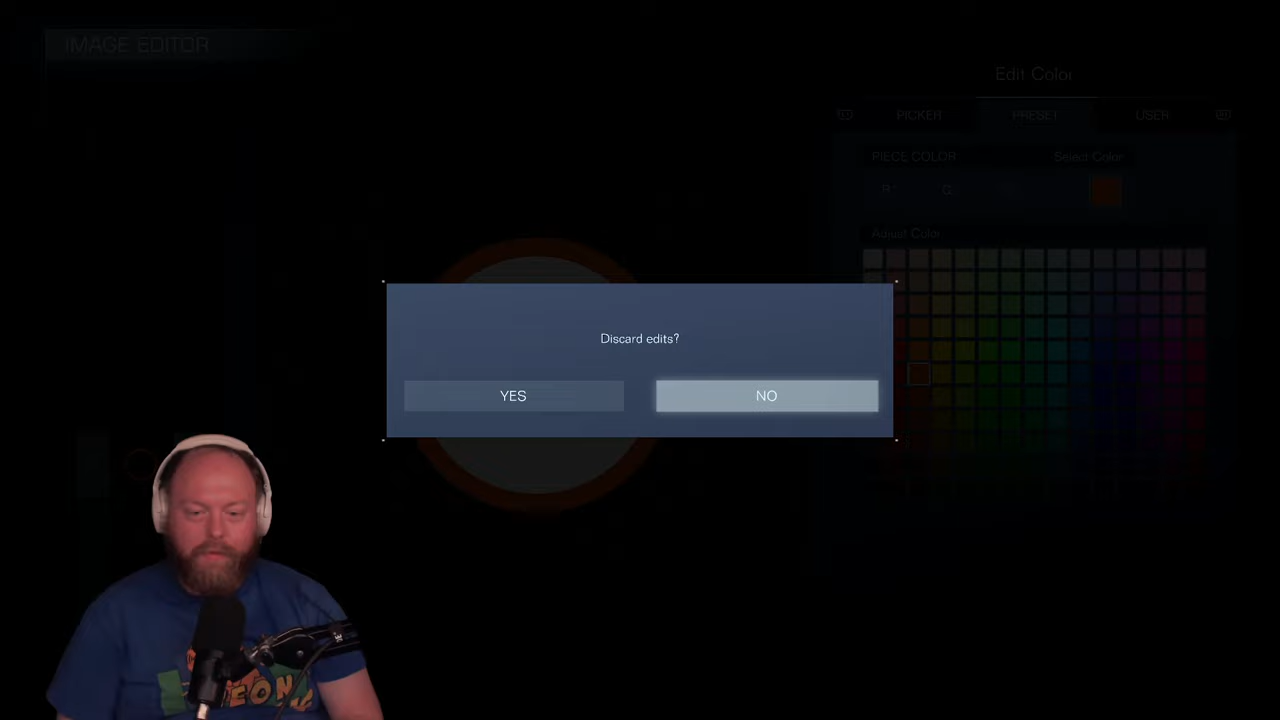 IMAGE EDITOR
Edit Color
PICKER
PRESET
USER
PIECE COLOR
Select Color
R
G
Adjust Color
Discard edits?
YES
NO